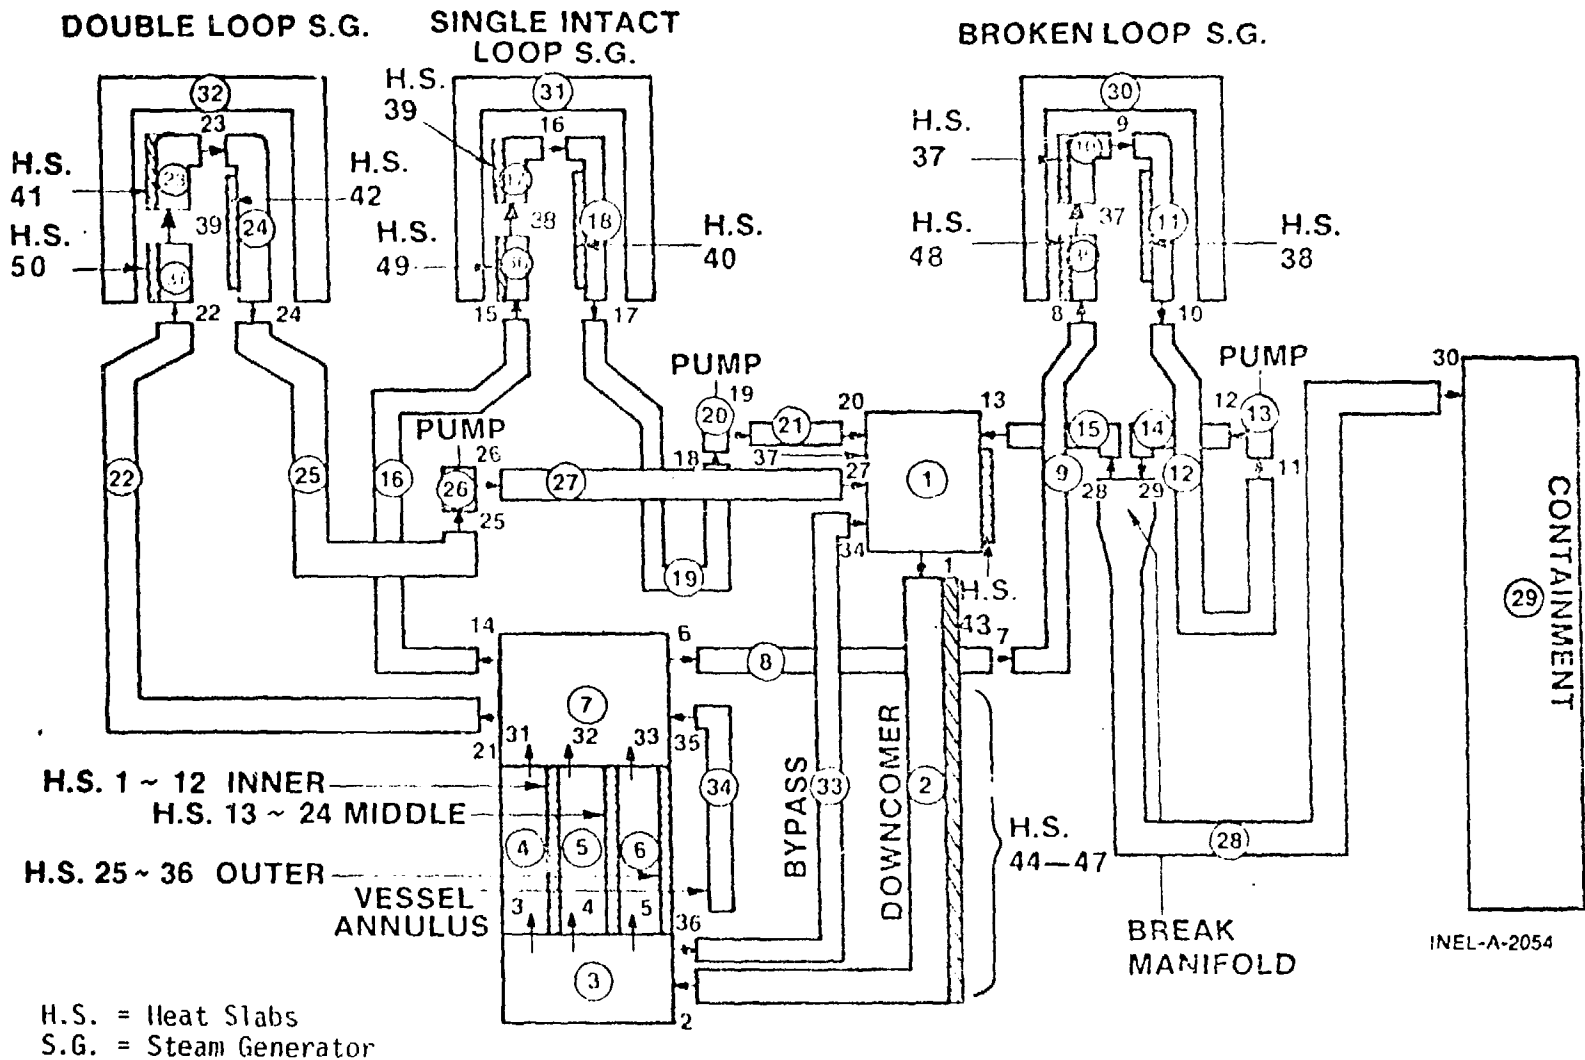 DOUBLE LOOP S.G.
SINGLE INTACT
LOOP S.G.
BROKEN LOOP S.G.
32
31
30
23
16
9
H.S.
39
H.S.
37
H.S.
41
H.S.
42
39
24
H.S.
50
38
18
H.S.
49
H.S.
40
37
11
H.S.
48
H.S.
38
22
24
15
17
8
10
PUMP
19
20
21
20
13
PUMP
12
13
30
PUMP
26
26
25
22
25
16
27
18
37
27
1
34
15
14
9
12
28
29
11
19
1
H.S.
43
14
6
8
7
7
21
31
32
33
35
34
H.S. 1 ~ 12 INNER
H.S. 13 ~ 24 MIDDLE
H.S. 25 ~ 36 OUTER
VESSEL
ANNULUS
4
5
6
3
4
5
36
3
2
BYPASS
33
DOWNCOMER
2
H.S.
44—47
28
BREAK
MANIFOLD
CONTAINMENT
29
INEL-A-2054
H.S. = Heat Slabs
S.G. = Steam Generator